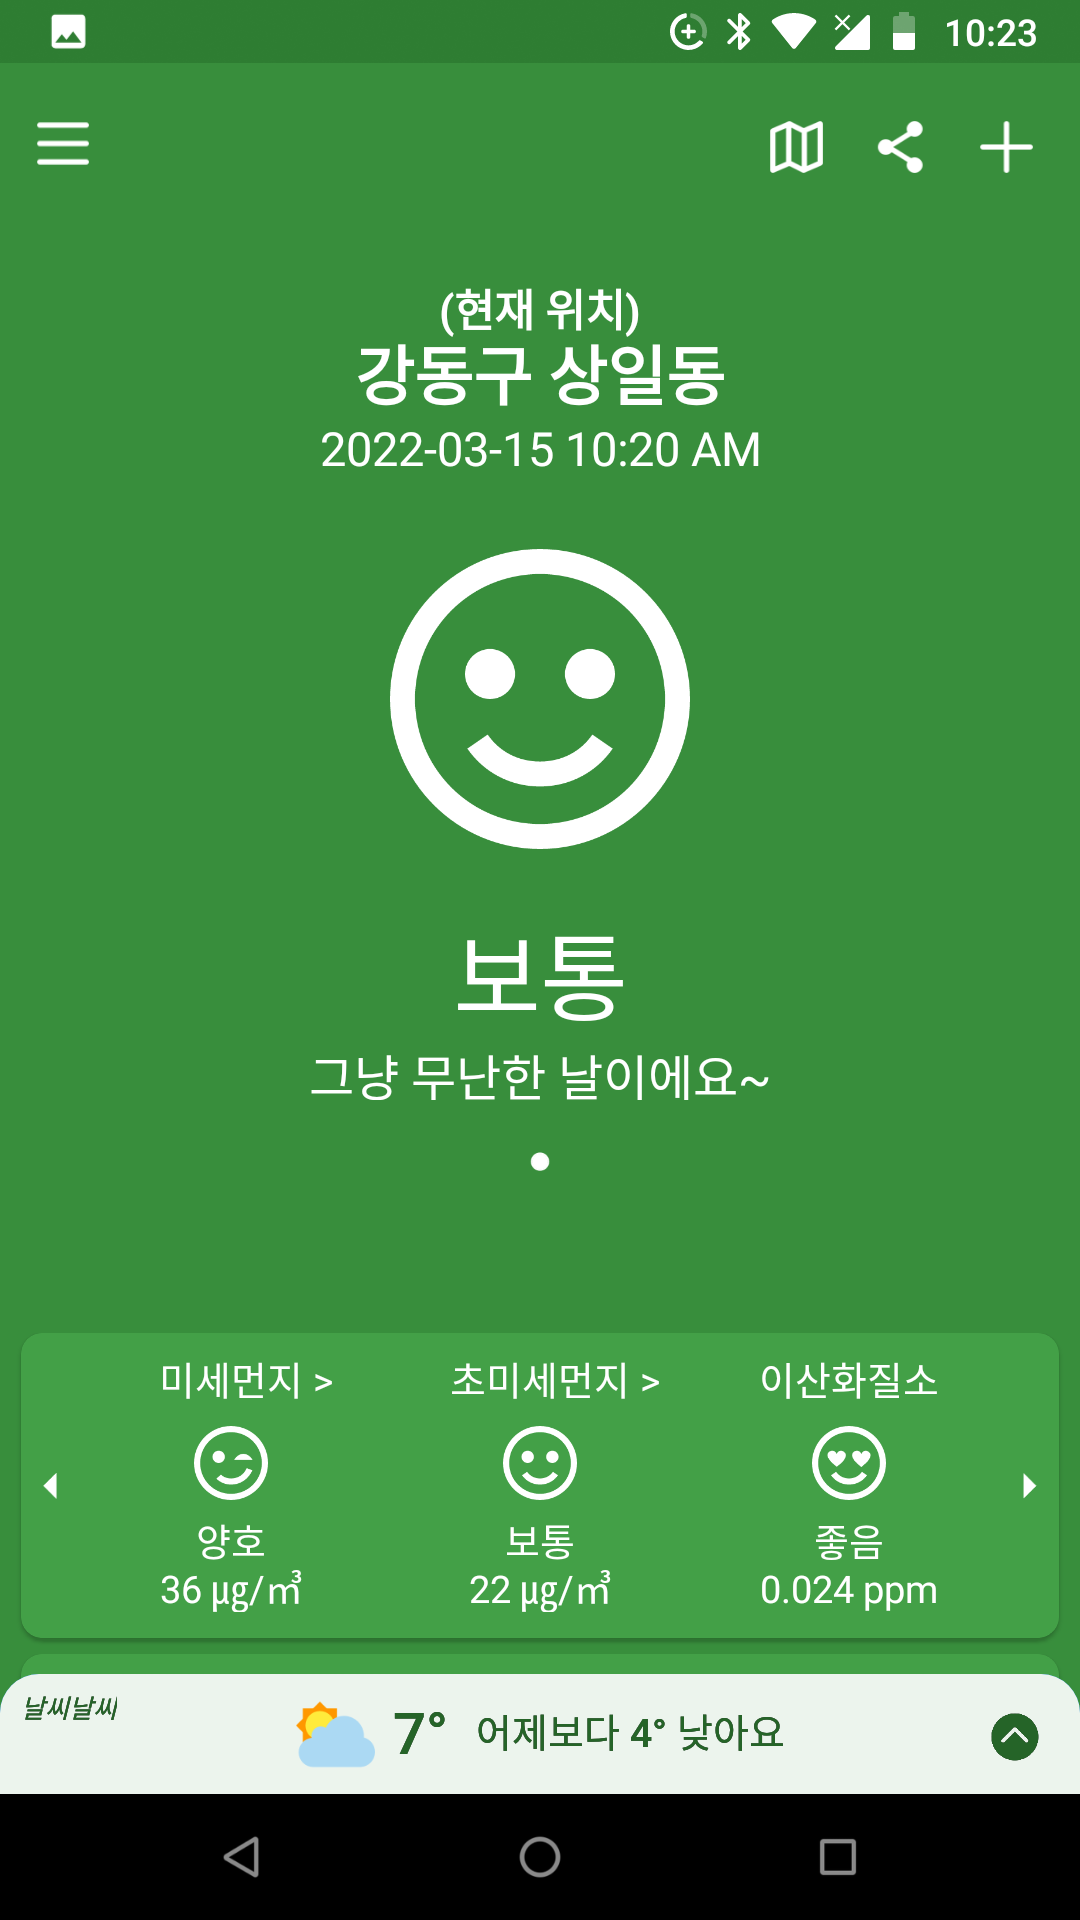 10:23
(현재 위치)
강동구 상일동
2022-03-15 10:20 AM
보통
그냥 무난한 날이에요~
미세먼지 > 초미세먼지 > 이산화질소
양호 보통 좋음
36 µg/㎥ 22 µg/㎥ 0.024 ppm
날씨날씨
7° 어제보다 4° 낮아요